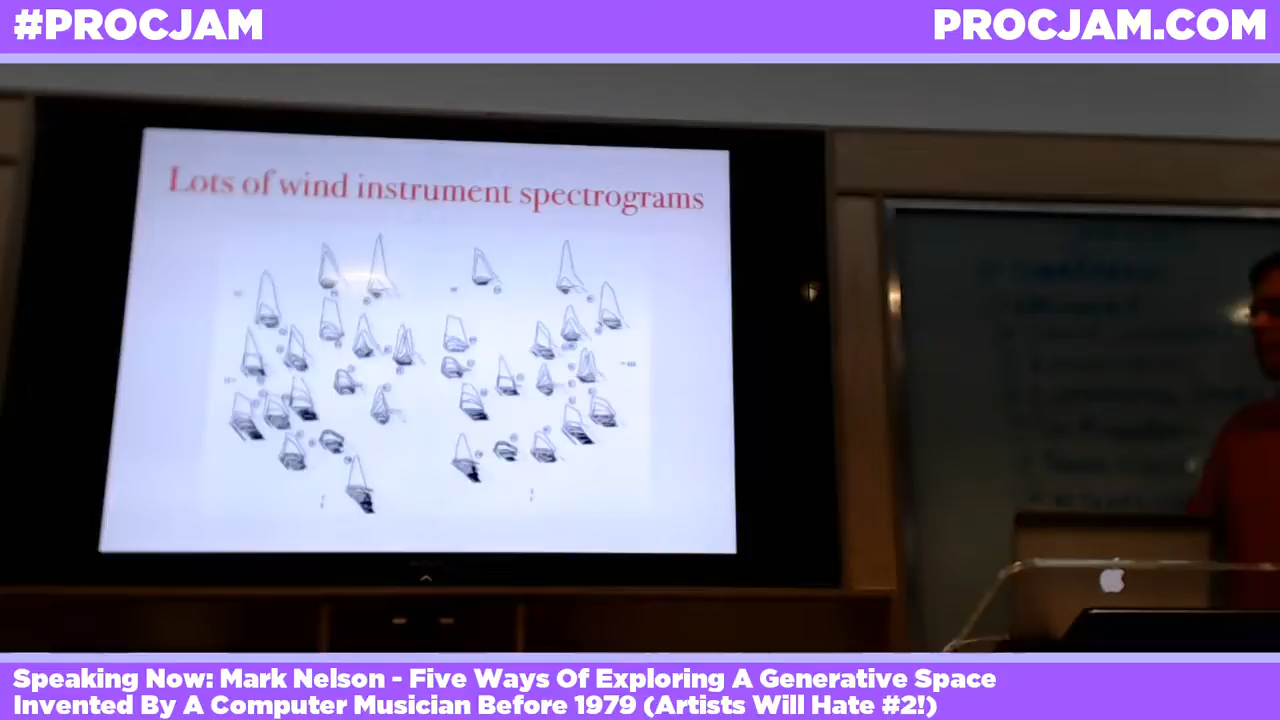 #PROCJAM
PROCJAM.COM
Lots of wind instrument spectrograms
Speaking Now: Mark Nelson - Five Ways Of Exploring A Generative Space
Invented By A Computer Musician Before 1979 (Artists Will Hate #2!)